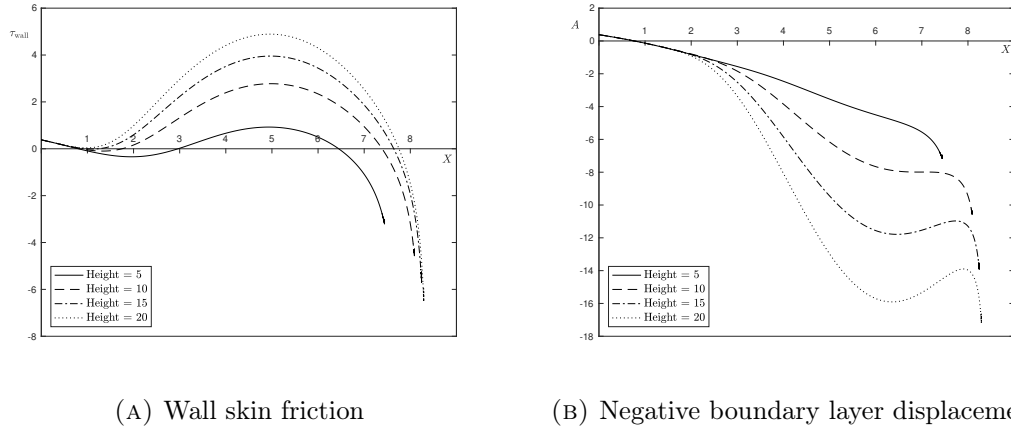 6
τwall
4
2
1 2 3 4 5 6 7 8
0
X
-2
-4
Height = 5
Height = 10
Height = 15
Height = 20
-6
-8
(A) Wall skin friction
2
A
1 2 3 4 5 6 7 8
0
X
-2
-4
-6
-8
-10
-12
Height = 5
Height = 10
Height = 15
Height = 20
-14
-16
-18
(B) Negative boundary layer displaceme